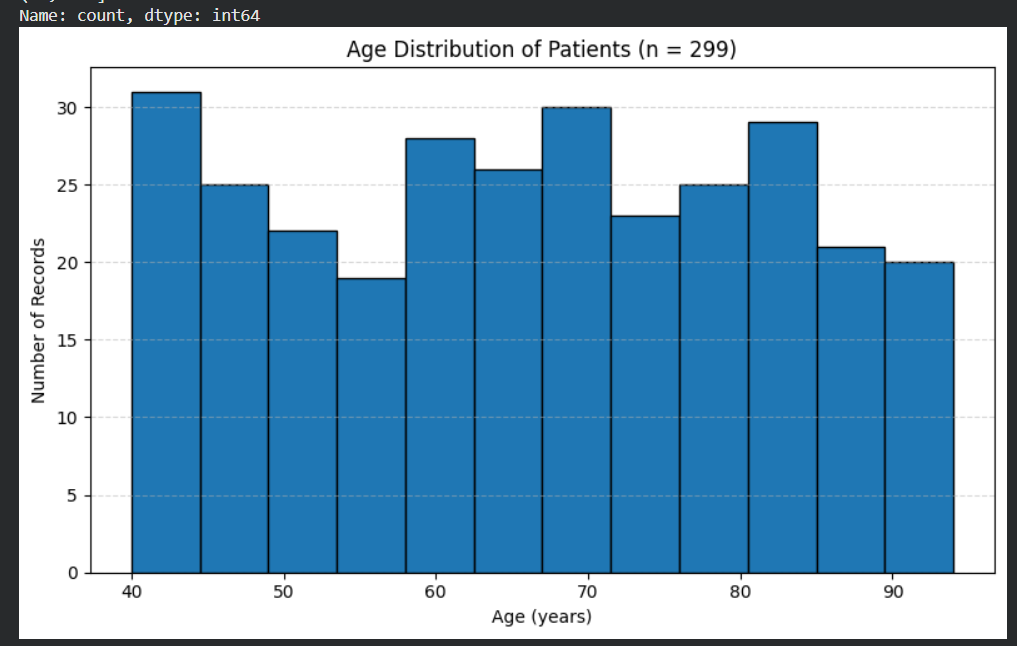 Name: count, dtype: int64
Age Distribution of Patients (n = 299)
Number of Records
30
25
20
15
10
5
0
40 50 60 70 80 90
Age (years)